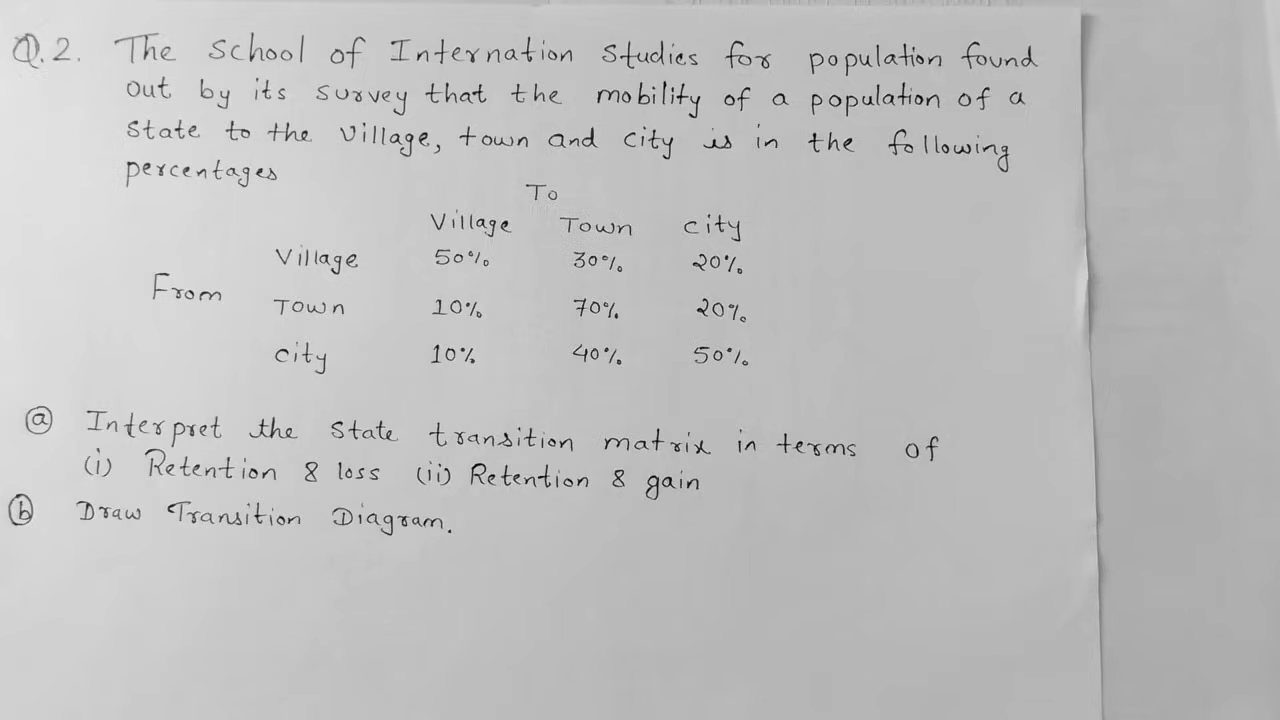 Q.2. The School of Internation Studies for population found
out by its survey that the mobility of a population of a
state to the village, town and city is in the following
percentages
To
Village Town city
Village 50% 30% 20%
From
Town 10% 70% 20%
city 10% 40% 50%
(a) Interpret the state transition matrix in terms of
(i) Retention & loss (ii) Retention & gain
(b) Draw Transition Diagram.